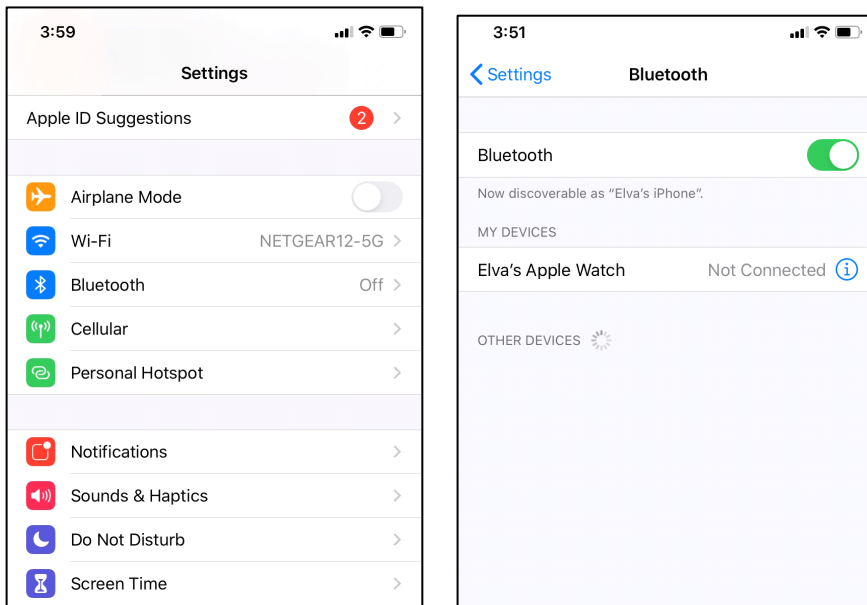 3:59
Settings
Apple ID Suggestions 2
Airplane Mode
Wi-Fi NETGEAR12-5G
Bluetooth Off
Cellular
Personal Hotspot
Notifications
Sounds & Haptics
Do Not Disturb
Screen Time
3:51
Settings Bluetooth
Bluetooth
Now discoverable as “Elva’s iPhone”.
MY DEVICES
Elva’s Apple Watch Not Connected
OTHER DEVICES